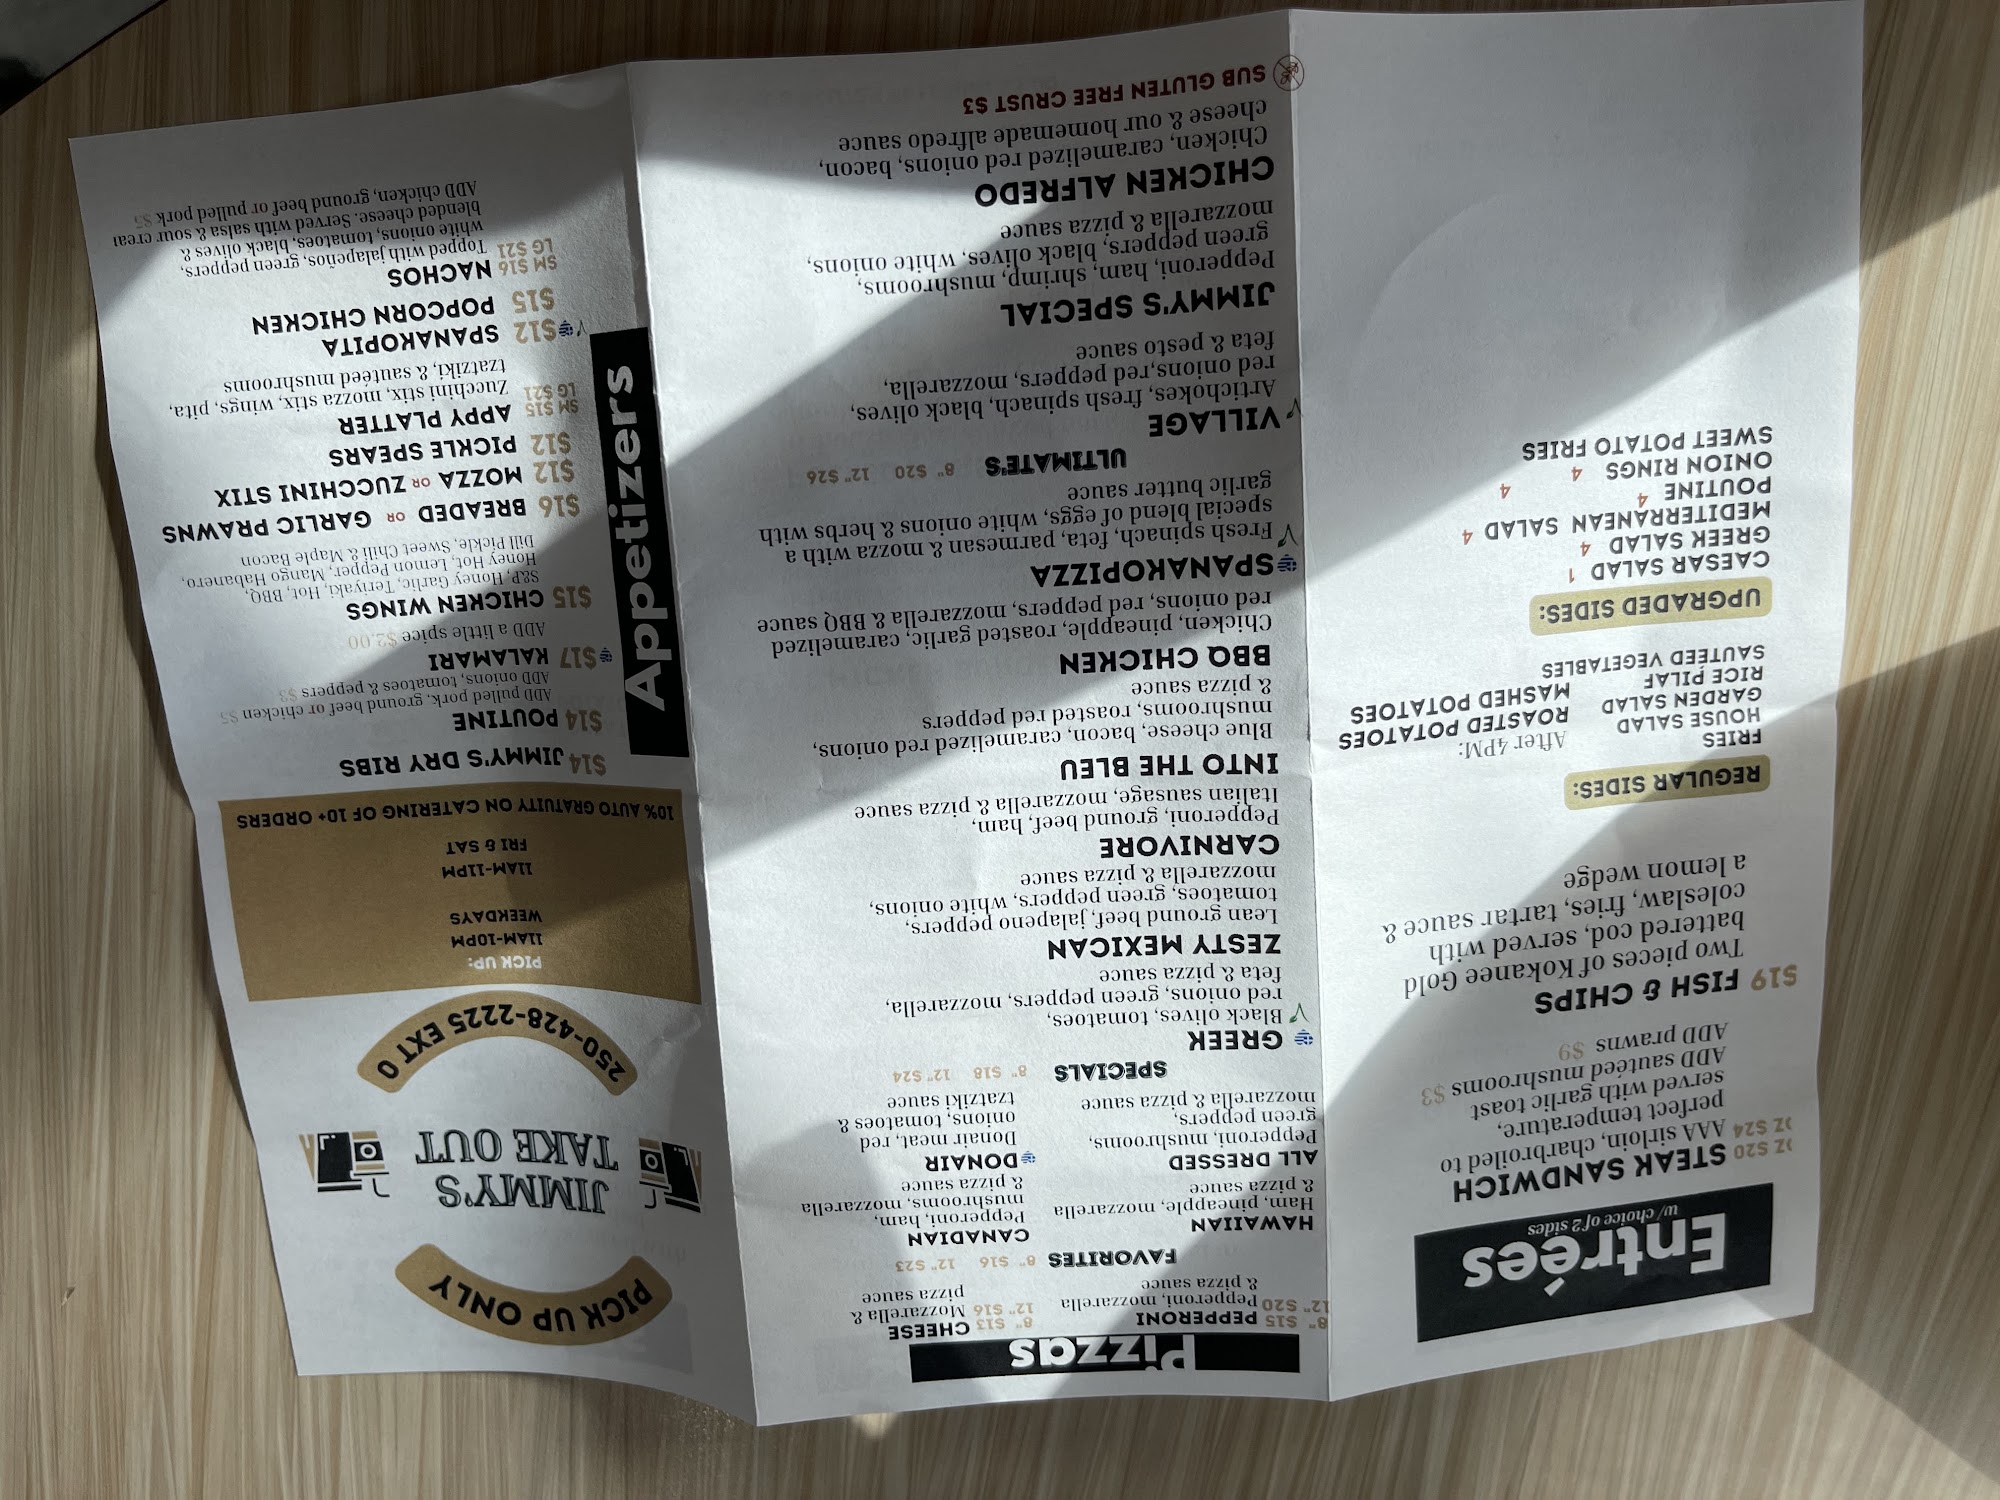 Entrées
w/ choice of 2 sides
OZ $20 STEAK SANDWICH
OZ $24 AAA sirloin, charbroiled to
perfect temperature,
served with garlic toast
ADD sautéed mushrooms $3
ADD prawns $9
$19 FISH & CHIPS
Two pieces of Kokanee Gold
battered cod, served with
coleslaw, fries, tartar sauce &
a lemon wedge
REGULAR SIDES:
FRIES
HOUSE SALAD
GARDEN SALAD
RICE PILAF
SAUTEED VEGETABLES
After 4PM:
ROASTED POTATOES
MASHED POTATOES
UPGRADED SIDES:
CAESAR SALAD 1
GREEK SALAD 4
MEDITERRANEAN SALAD 4
POUTINE 4
ONION RINGS 4
SWEET POTATO FRIES 4
Pizzas
8" $15 PEPPERONI
12" $20 Pepperoni, mozzarella
& pizza sauce
8" $13 CHEESE
12" $16 Mozzarella &
pizza sauce
FAVORITES 8" $16 12" $23
HAWAIIAN
Ham, pineapple, mozzarella
& pizza sauce
CANADIAN
Pepperoni, ham,
mushrooms, mozzarella
& pizza sauce
ALL DRESSED
Pepperoni, mushrooms,
green peppers,
mozzarella & pizza sauce
DONAIR
Donair meat, red
onions, tomatoes &
tzatziki sauce
SPECIALS 8" $18 12" $24
GREEK
Black olives, tomatoes,
red onions, green peppers, mozzarella,
feta & pizza sauce
ZESTY MEXICAN
Lean ground beef, jalapeno peppers,
tomatoes, green peppers, white onions,
mozzarella & pizza sauce
CARNIVORE
Pepperoni, ground beef, ham,
Italian sausage, mozzarella & pizza sauce
INTO THE BLEU
Blue cheese, bacon, caramelized red onions,
mushrooms, roasted red peppers
& pizza sauce
BBQ CHICKEN
Chicken, pineapple, roasted garlic, caramelized
red onions, red peppers, mozzarella & BBQ sauce
SPANAKOPIZZA
Fresh spinach, feta, parmesan & mozza with a
special blend of eggs, white onions & herbs with
garlic butter sauce
ULTIMATE'S 8" $20 12" $26
VILLAGE
Artichokes, fresh spinach, black olives,
red onions,red peppers, mozzarella,
feta & pesto sauce
JIMMY'S SPECIAL
Pepperoni, ham, shrimp, mushrooms,
green peppers, black olives, white onions,
mozzarella & pizza sauce
CHICKEN ALFREDO
Chicken, caramelized red onions, bacon,
cheese & our homemade alfredo sauce
SUB GLUTEN FREE CRUST $3
PICK UP ONLY
JIMMY'S
TAKE OUT
250-428-2225 EXT 0
PICK UP:
11AM-10PM
WEEKDAYS
11AM-11PM
FRI & SAT
10% AUTO GRATUITY ON CATERING OF 10+ ORDERS
Appetizers
$14 JIMMY'S DRY RIBS
$14 POUTINE
ADD pulled pork, ground beef or chicken $5
ADD onions, tomatoes & peppers $3
$17 KALAMARI
ADD a little spice $2.00
$15 CHICKEN WINGS
S&P, Honey Garlic, Teriyaki, Hot, BBQ,
Honey Hot, Lemon Pepper, Mango Habanero,
Dill Pickle, Sweet Chili & Maple Bacon
$16 BREADED OR GARLIC PRAWNS
$12 MOZZA OR ZUCCHINI STIX
$12 PICKLE SPEARS
SM $15 APPY PLATTER
LG $21 Zucchini stix, mozza stix, wings, pita,
tzatziki, & sautéed mushrooms
$12 SPANAKOPITA
$15 POPCORN CHICKEN
SM $16 NACHOS
LG $21 Topped with jalapeños, green peppers,
white onions, tomatoes, black olives &
blended cheese. Served with salsa & sour crear
ADD chicken, ground beef or pulled pork $5